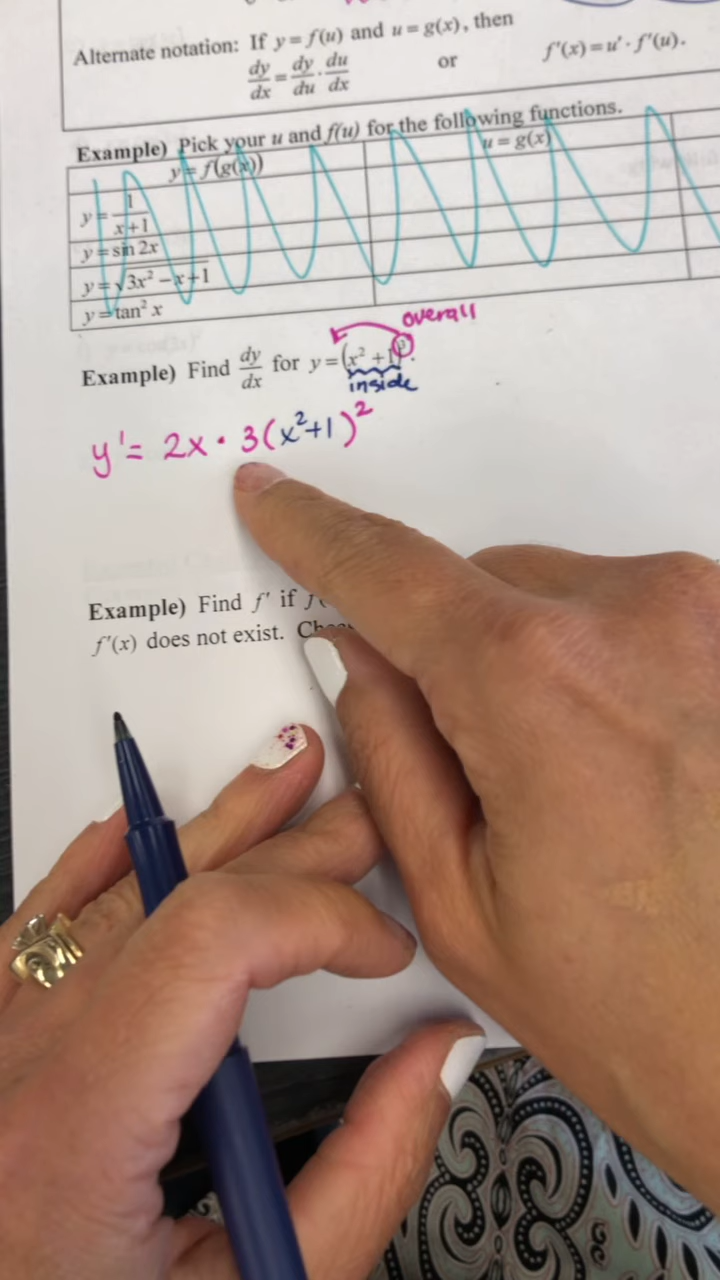 Alternate notation: If y = f(u) and u = g(x), then
dy/dx = dy/du · du/dx or f'(x) = u' · f'(u).
Example) Pick your u and f(u) for the following functions.
y = f(g(x)) u = g(x)
y = 1/(x+1)
y = sin 2x
y = √(3x² − x + 1)
y = tan² x
overall
Example) Find dy/dx for y = (x² + 1)³.
inside
y' = 2x · 3(x²+1)²
Example) Find f' if
f'(x) does not exist.